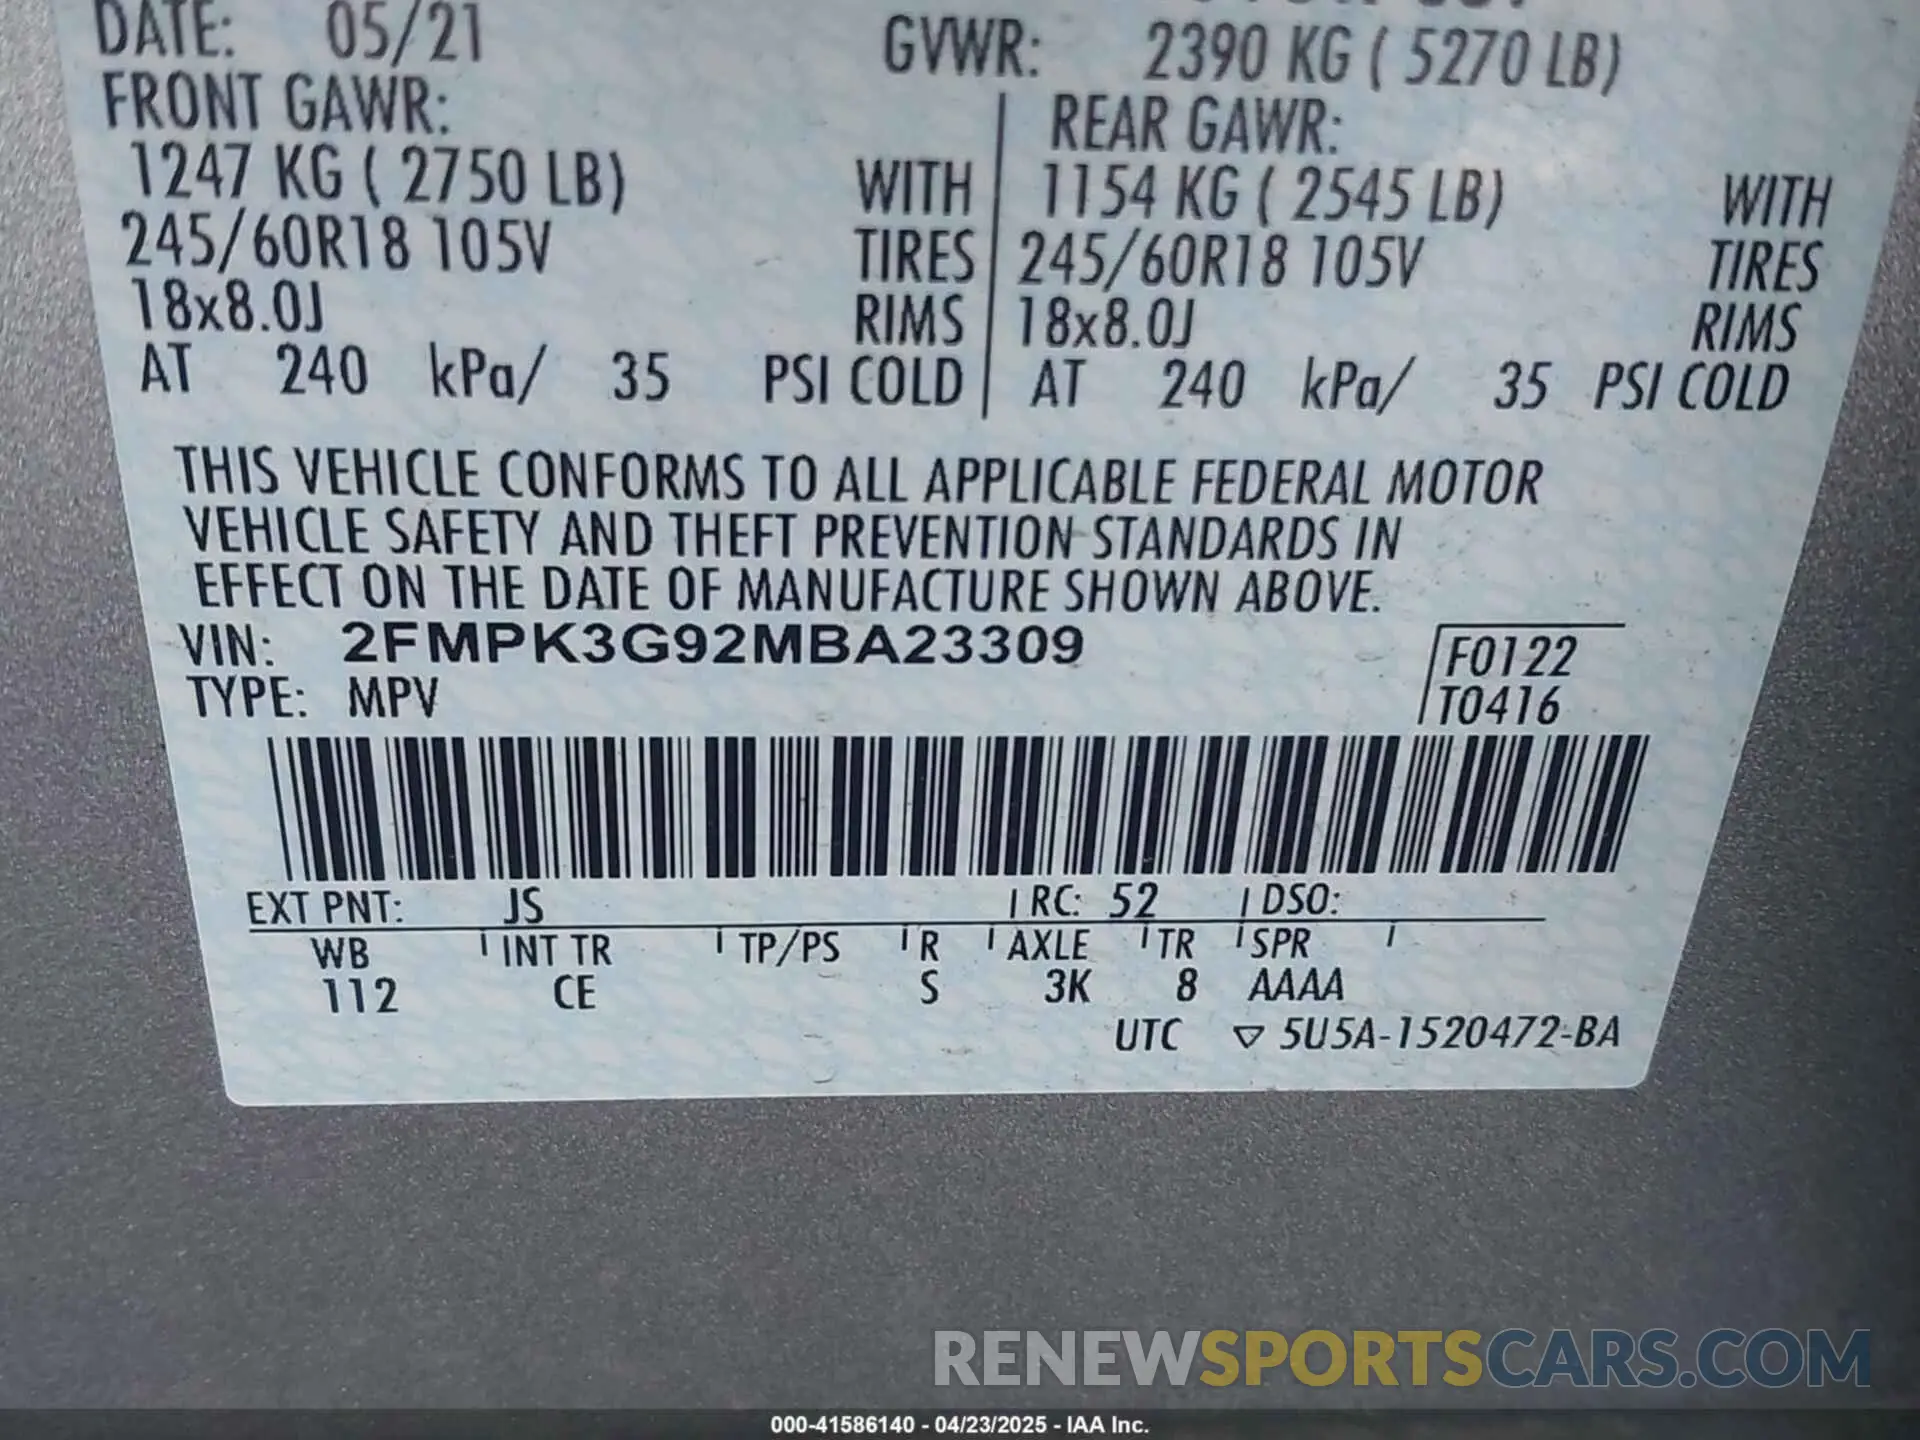 DATE: 05/21 GVWR: 2390 KG ( 5270 LB)
FRONT GAWR: REAR GAWR:
1247 KG ( 2750 LB) WITH 1154 KG ( 2545 LB) WITH
245/60R18 105V TIRES 245/60R18 105V TIRES
18x8.0J RIMS 18x8.0J RIMS
AT 240 kPa/ 35 PSI COLD AT 240 kPa/ 35 PSI COLD
THIS VEHICLE CONFORMS TO ALL APPLICABLE FEDERAL MOTOR
VEHICLE SAFETY AND THEFT PREVENTION STANDARDS IN
EFFECT ON THE DATE OF MANUFACTURE SHOWN ABOVE.
VIN: 2FMPK3G92MBA23309 F0122
TYPE: MPV T0416
EXT PNT: JS RC: 52 DSO:
WB INT TR TP/PS R AXLE TR SPR
112 CE S 3K 8 AAAA
UTC ▽ 5U5A-1520472-BA
RENEWSPORTSCARS.COM
000-41586140 - 04/23/2025 - IAA Inc.